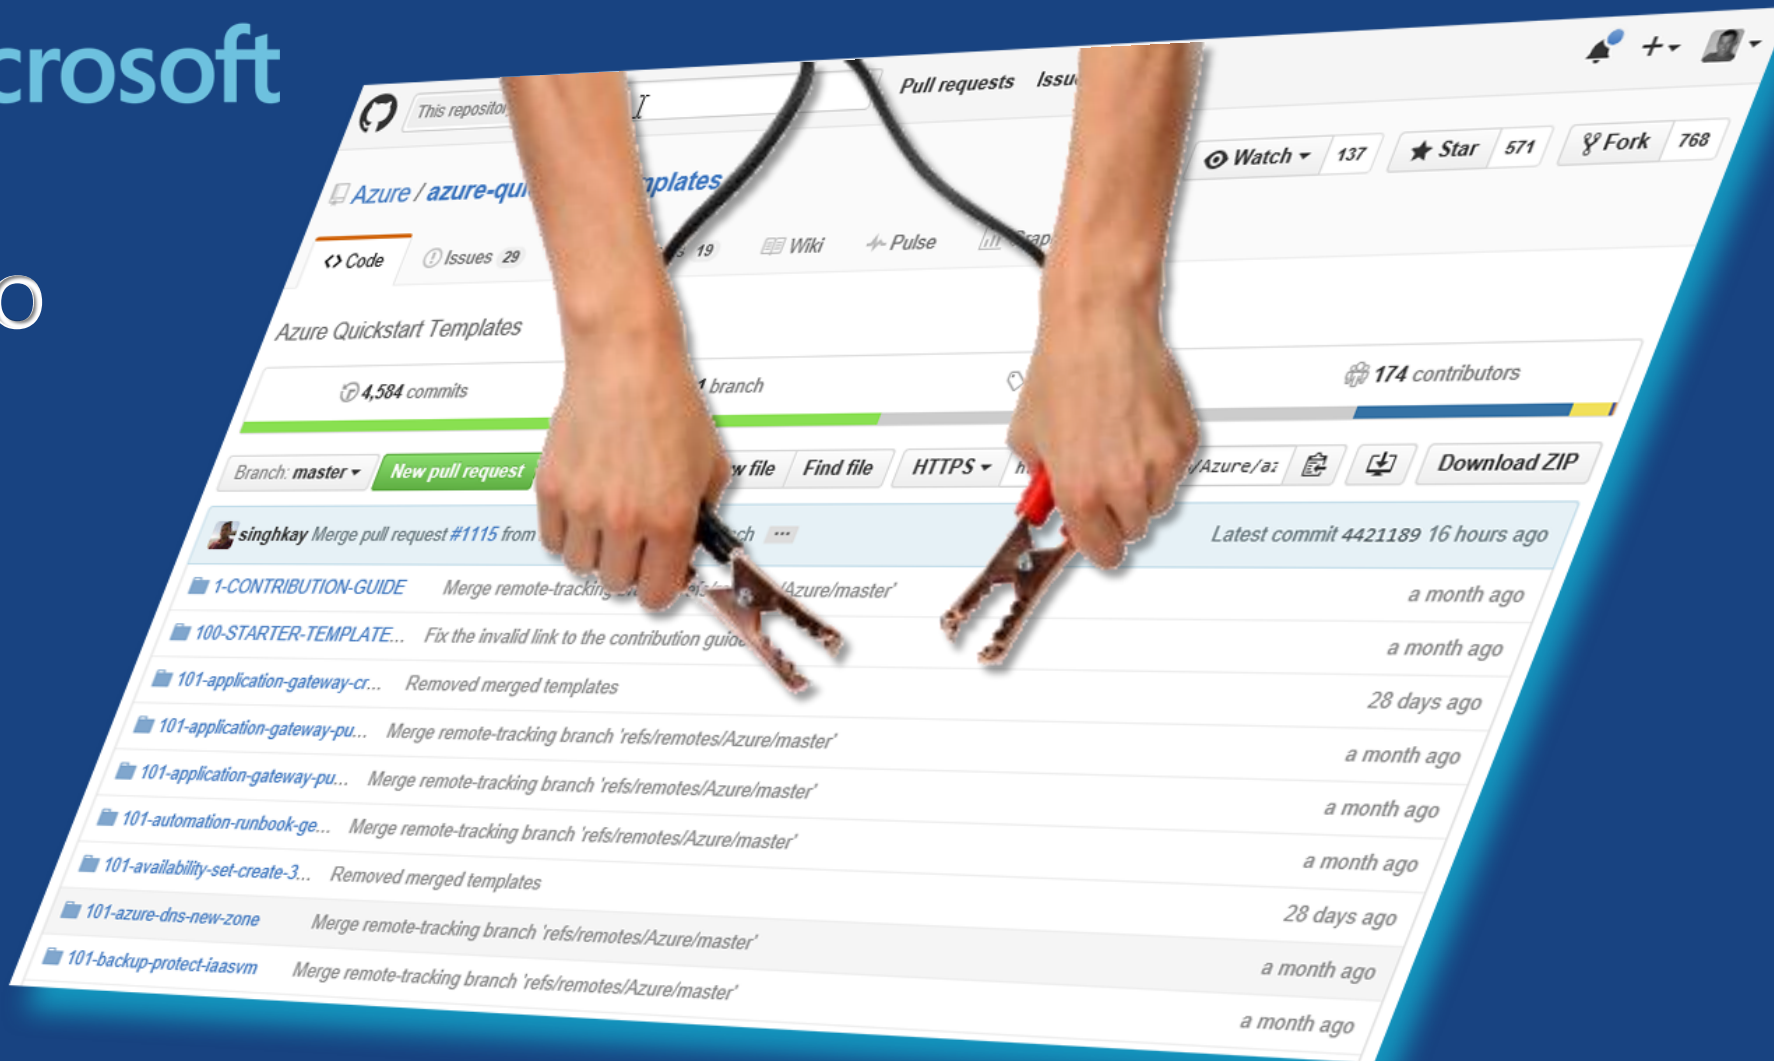 crosoft
o
This reposito
Pull requests Issu
Azure / azure-qui mplates
Watch 137 Star 571 Fork 768
Code Issues 29 s 19 Wiki Pulse Grap
Azure Quickstart Templates
4,584 commits 1 branch 174 contributors
Branch: master New pull request w file Find file HTTPS h /Azure/az Download ZIP
singhkay Merge pull request #1115 from ch ... Latest commit 4421189 16 hours ago
1-CONTRIBUTION-GUIDE Merge remote-tracking /Azure/master' a month ago
100-STARTER-TEMPLATE... Fix the invalid link to the contribution guide a month ago
101-application-gateway-cr... Removed merged templates 28 days ago
101-application-gateway-pu... Merge remote-tracking branch 'refs/remotes/Azure/master' a month ago
101-application-gateway-pu... Merge remote-tracking branch 'refs/remotes/Azure/master' a month ago
101-automation-runbook-ge... Merge remote-tracking branch 'refs/remotes/Azure/master' a month ago
101-availability-set-create-3... Removed merged templates 28 days ago
101-azure-dns-new-zone Merge remote-tracking branch 'refs/remotes/Azure/master' a month ago
101-backup-protect-iaasvm Merge remote-tracking branch 'refs/remotes/Azure/master' a month ago